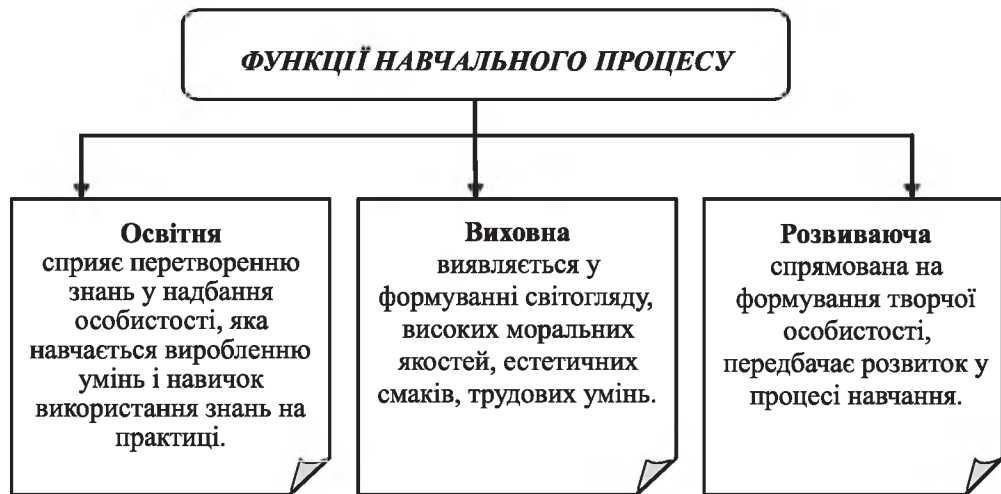 ФУНКЦІЇ НАВЧАЛЬНОГО ПРОЦЕСУ
Освітня
сприяє перетворенню
знань у надбання
особистості, яка
навчається виробленню
умінь і навичок
використання знань на
практиці.
Виховна
виявляється у
формуванні світогляду,
високих моральних
якостей, естетичних
смаків, трудових умінь.
Розвиваюча
спрямована на
формування творчої
особистості,
передбачає розвиток у
процесі навчання.